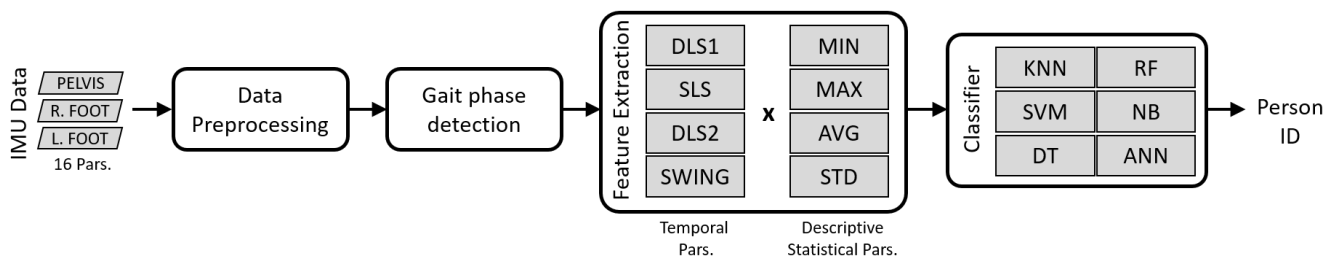 IMU Data
PELVIS
R. FOOT
L. FOOT
16 Pars.
Data
Preprocessing
Gait phase
detection
Feature Extraction
DLS1
SLS
DLS2
SWING
x
MIN
MAX
AVG
STD
Temporal
Pars.
Descriptive
Statistical Pars.
Classifier
KNN
RF
SVM
NB
DT
ANN
Person
ID